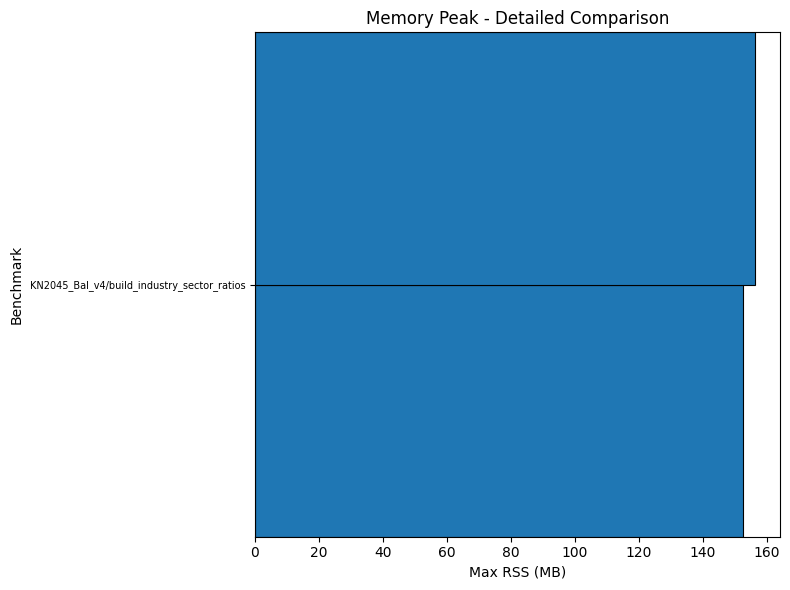 Memory Peak - Detailed Comparison
Benchmark
KN2045_Bal_v4/build_industry_sector_ratios
0 20 40 60 80 100 120 140 160
Max RSS (MB)